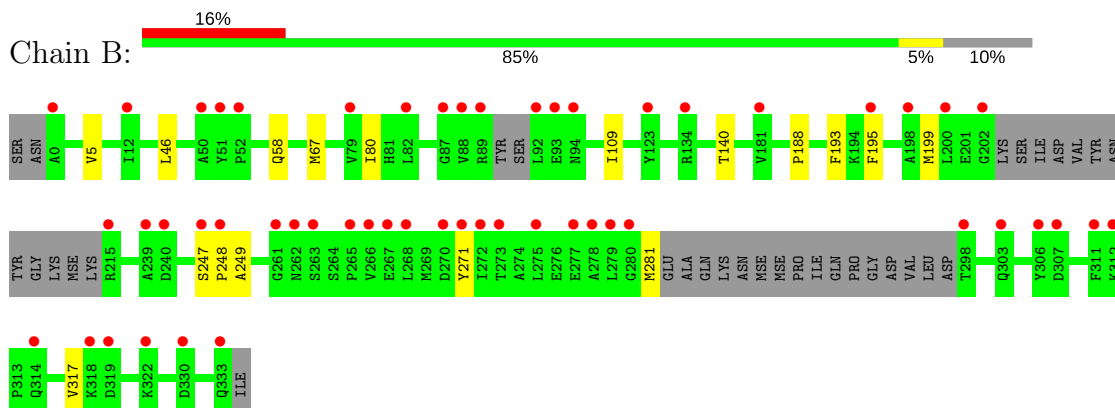 16%
Chain B:
85% 5% 10%
SER ASN A0 V5 I12 L46 A50 Y51 P52 Q58 M67 V79 I80 H81 L82 G87 V88 R89 TYR SER L92 E93 N94 I109 Y123 R134 T140 V181 P188 F193 K194 F195 A198 M199 L200 E201 G202 LYS SER ILE ASP VAL TYR ASN
TYR GLY LYS MSE LYS R215 A239 D240 S247 P248 A249 G261 N262 S263 S264 P265 V266 E267 L268 M269 D270 Y271 I272 T273 A274 L275 E276 E277 A278 L279 G280 M281 GLU ALA GLN LYS ASN MSE MSE PRO ILE GLN PRO GLY ASP VAL LEU ASP T298 Q303 Y306 D307 F311 K312
P313 Q314 V317 K318 D319 K322 D330 Q333 ILE